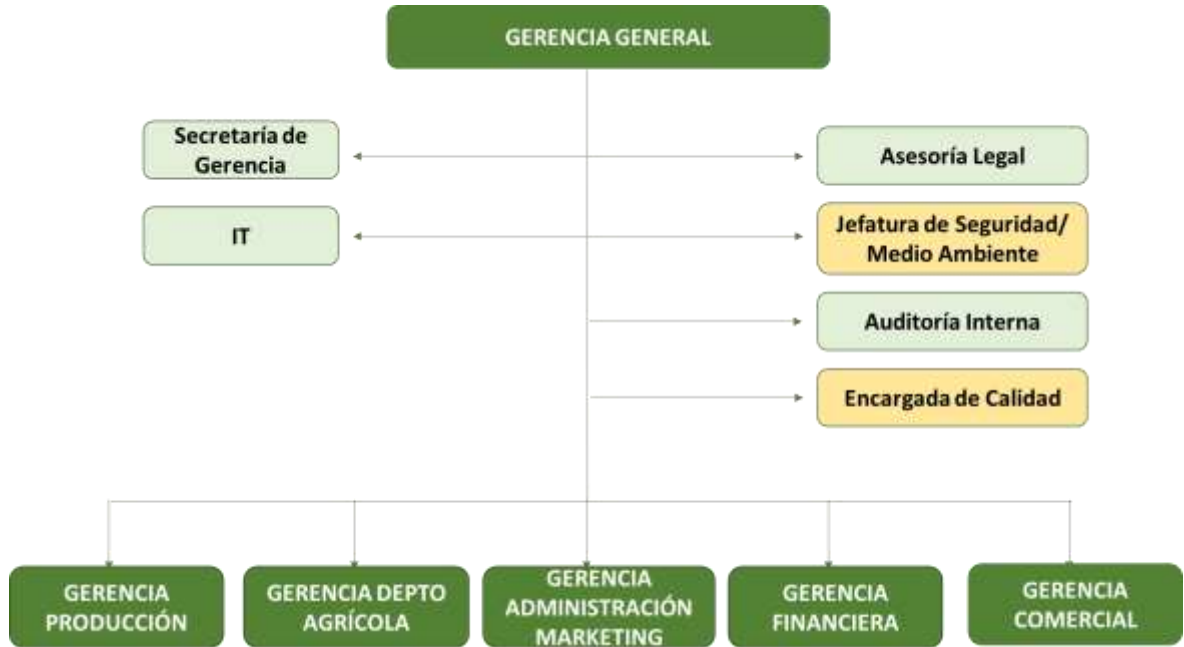 GERENCIA GENERAL
Secretaría de
Gerencia
Asesoría Legal
IT
Jefatura de Seguridad/
Medio Ambiente
Auditoría Interna
Encargada de Calidad
GERENCIA
PRODUCCIÓN
GERENCIA DEPTO
AGRÍCOLA
GERENCIA
ADMINISTRACIÓN
MARKETING
GERENCIA
FINANCIERA
GERENCIA
COMERCIAL